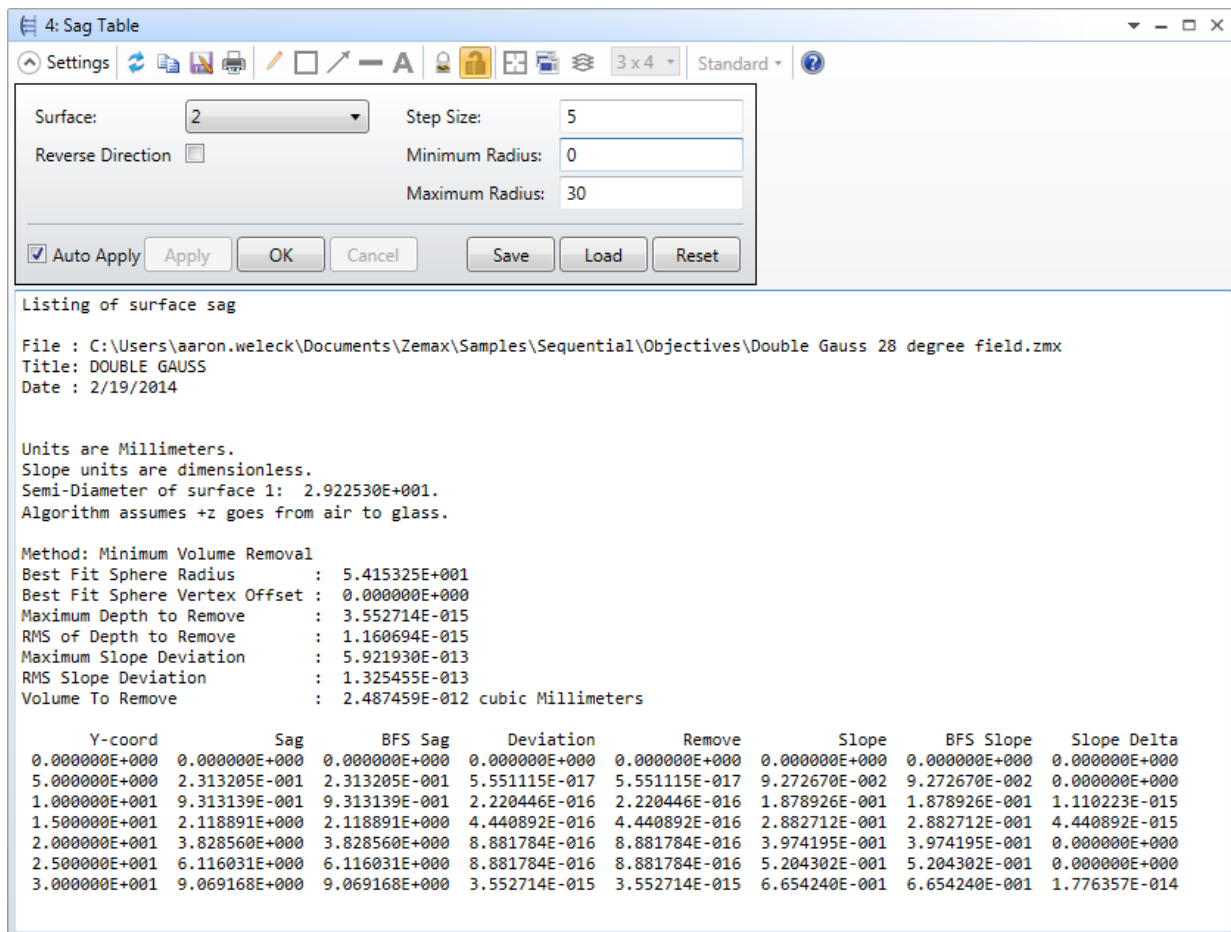 4: Sag Table
Settings A 3 x 4 Standard ?
Surface: 2 Step Size: 5
Reverse Direction Minimum Radius: 0
Maximum Radius: 30
Auto Apply Apply OK Cancel Save Load Reset
Listing of surface sag
File : C:\Users\aaron.weleck\Documents\Zemax\Samples\Sequential\Objectives\Double Gauss 28 degree field.zmx
Title: DOUBLE GAUSS
Date : 2/19/2014
Units are Millimeters.
Slope units are dimensionless.
Semi-Diameter of surface 1:  2.922530E+001.
Algorithm assumes +z goes from air to glass.
Method: Minimum Volume Removal
Best Fit Sphere Radius        :  5.415325E+001
Best Fit Sphere Vertex Offset :  0.000000E+000
Maximum Depth to Remove       :  3.552714E-015
RMS of Depth to Remove        :  1.160694E-015
Maximum Slope Deviation       :  5.921930E-013
RMS Slope Deviation           :  1.325455E-013
Volume To Remove              :  2.487459E-012 cubic Millimeters
Y-coord Sag BFS Sag Deviation Remove Slope BFS Slope Slope Delta
0.000000E+000 0.000000E+000 0.000000E+000 0.000000E+000 0.000000E+000 0.000000E+000 0.000000E+000 0.000000E+000
5.000000E+000 2.313205E-001 2.313205E-001 5.551115E-017 5.551115E-017 9.272670E-002 9.272670E-002 0.000000E+000
1.000000E+001 9.313139E-001 9.313139E-001 2.220446E-016 2.220446E-016 1.878926E-001 1.878926E-001 1.110223E-015
1.500000E+001 2.118891E+000 2.118891E+000 4.440892E-016 4.440892E-016 2.882712E-001 2.882712E-001 4.440892E-015
2.000000E+001 3.828560E+000 3.828560E+000 8.881784E-016 8.881784E-016 3.974195E-001 3.974195E-001 0.000000E+000
2.500000E+001 6.116031E+000 6.116031E+000 8.881784E-016 8.881784E-016 5.204302E-001 5.204302E-001 0.000000E+000
3.000000E+001 9.069168E+000 9.069168E+000 3.552714E-015 3.552714E-015 6.654240E-001 6.654240E-001 1.776357E-014